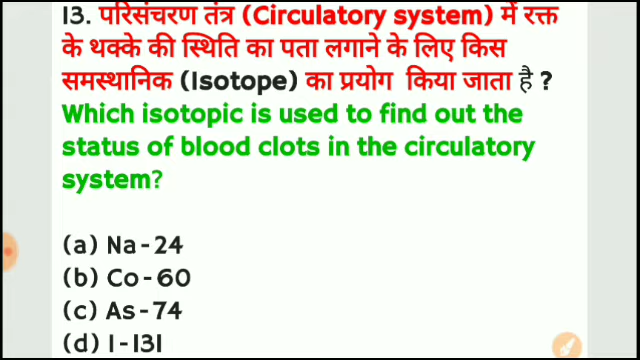 13. परिसंचरण तंत्र (Circulatory system) में रक्त
के थक्के की स्थिति का पता लगाने के लिए किस
समस्थानिक (Isotope) का प्रयोग किया जाता है ?
Which isotopic is used to find out the
status of blood clots in the circulatory
system?
(a) Na-24
(b) Co-60
(c) As-74
(d) I-131